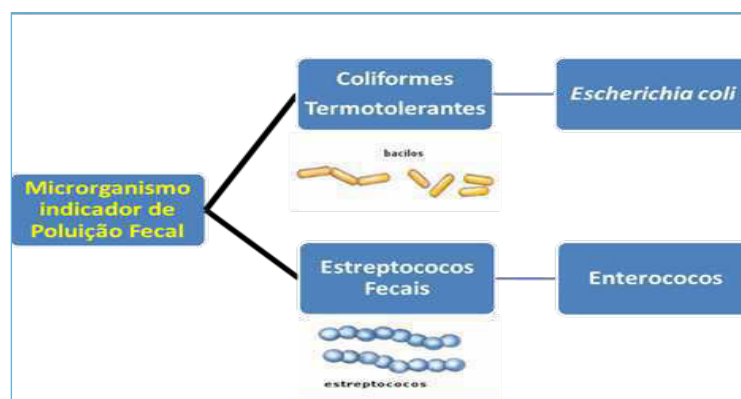 Coliformes
Termotolerantes
Escherichia coli
bacilos
Microrganismo
indicador de
Poluição Fecal
Estreptococos
Fecais
Enterococos
estreptococos